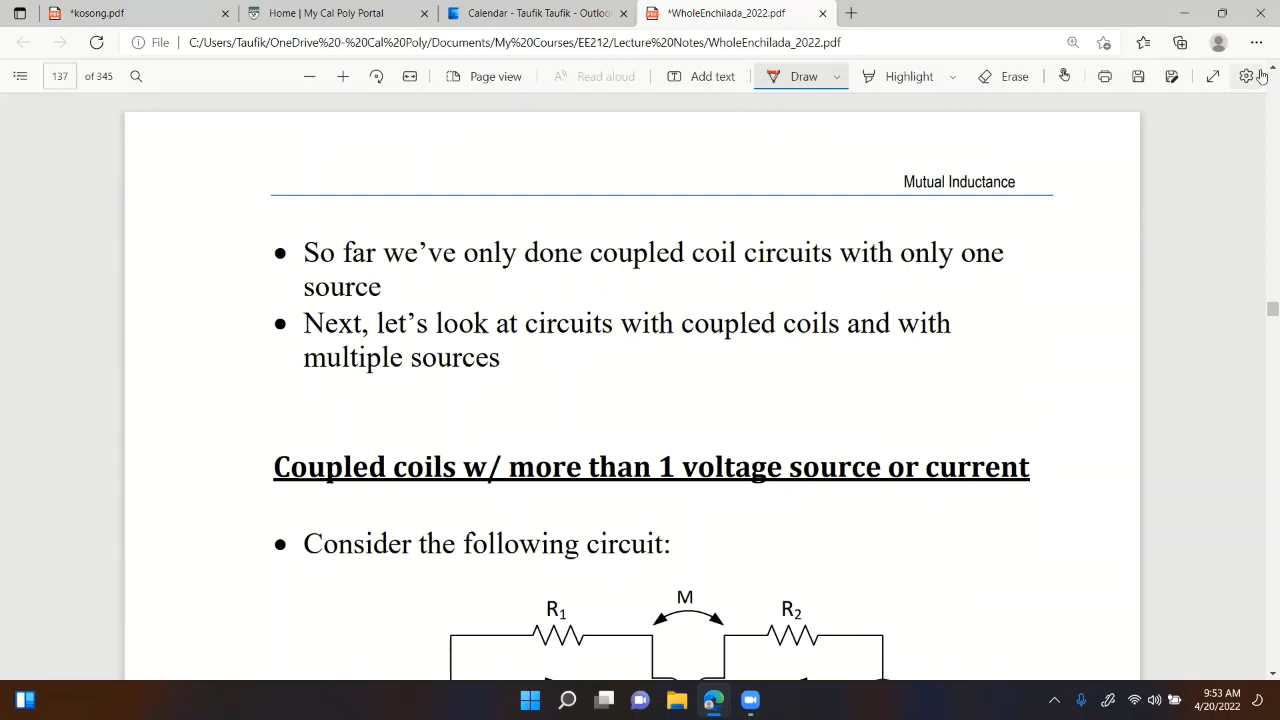 *kosong.pdf
Home | My Cal Poly Portal
Calendar - Taufik Taufik - Outloo
*WholeEnchilada_2022.pdf
File
C:/Users/Taufik/OneDrive%20-%20Cal%20Poly/Documents/My%20Courses/EE212/Lecture%20Notes/WholeEnchilada_2022.pdf
137 of 345
Page view
Read aloud
Add text
Draw
Highlight
Erase
Mutual Inductance
• So far we’ve only done coupled coil circuits with only one
source
• Next, let’s look at circuits with coupled coils and with
multiple sources
Coupled coils w/ more than 1 voltage source or current
• Consider the following circuit:
M
R1
R2
9:53 AM
4/20/2022